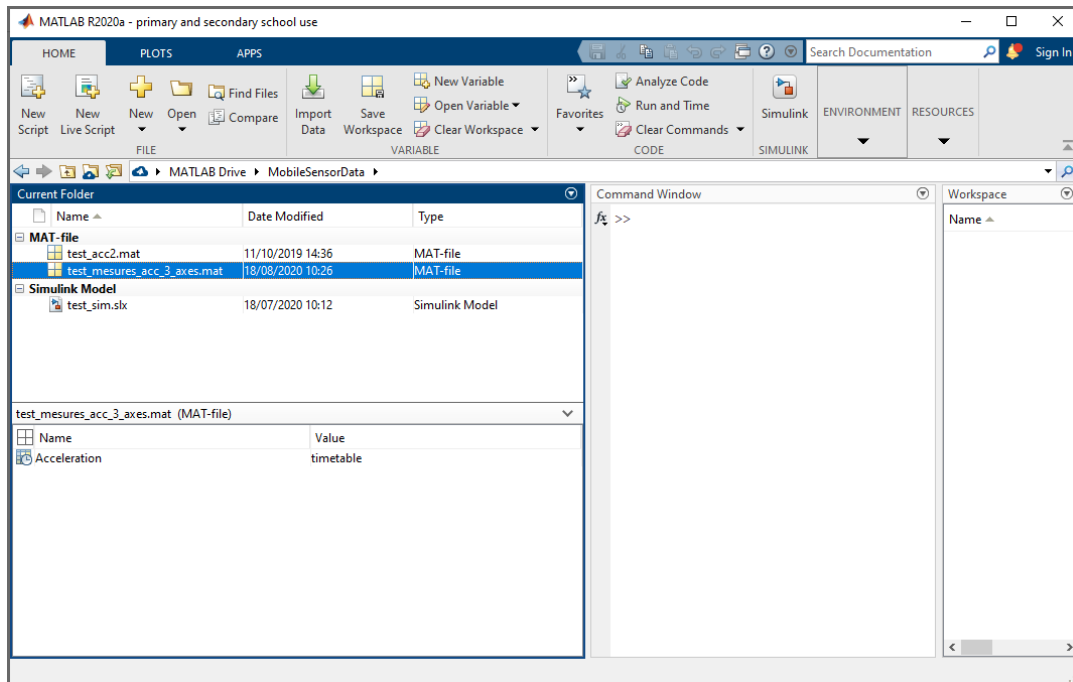 MATLAB R2020a - primary and secondary school use
HOME PLOTS APPS Search Documentation Sign In
New Script New Live Script New Open Find Files Compare Import Data Save Workspace New Variable Open Variable Clear Workspace Favorites Analyze Code Run and Time Clear Commands Simulink ENVIRONMENT RESOURCES
FILE VARIABLE CODE SIMULINK
MATLAB Drive MobileSensorData
Current Folder Command Window Workspace
Name Date Modified Type fx >> Name
MAT-file
test_acc2.mat 11/10/2019 14:36 MAT-file
test_mesures_acc_3_axes.mat 18/08/2020 10:26 MAT-file
Simulink Model
test_sim.slx 18/07/2020 10:12 Simulink Model
test_mesures_acc_3_axes.mat (MAT-file)
Name Value
Acceleration timetable